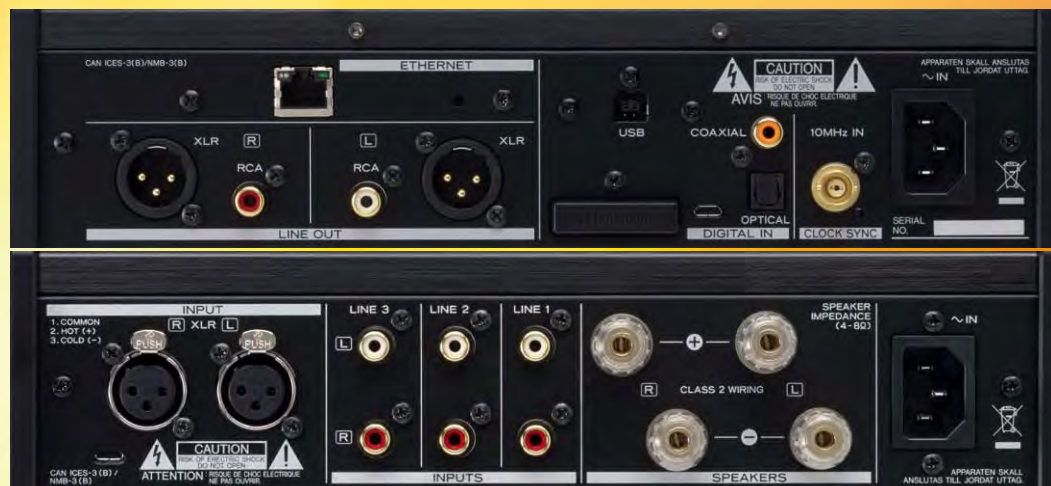 CAN ICES-3(B)/NMB-3(B)
ETHERNET
XLR
R
RCA
L
RCA
XLR
LINE OUT
USB
CAUTION
RISK OF ELECTRIC SHOCK
DO NOT OPEN
AVIS : RISQUE DE CHOC ELECTRIQUE
NE PAS OUVRIR.
COAXIAL
OPTICAL
DIGITAL IN
10MHz IN
CLOCK SYNC
APPARATEN SKALL ANSLUTAS
TILL JORDAT UTTAG.
~ IN
SERIAL
NO.
INPUT
R XLR L
1. COMMON
2. HOT (+)
3. COLD (–)
PUSH
PUSH
CAUTION
RISK OF ELECTRIC SHOCK
DO NOT OPEN
ATTENTION : RISQUE DE CHOC ELECTRIQUE
NE PAS OUVRIR.
CAN ICES-3 (B) /
NMB-3 (B)
LINE 3
LINE 2
LINE 1
L
R
INPUTS
SPEAKER
IMPEDANCE
(4-8Ω)
+
R CLASS 2 WIRING L
–
SPEAKERS
~ IN
APPARATEN SKALL
ANSLUTAS TILL JORDAT UTTAG.